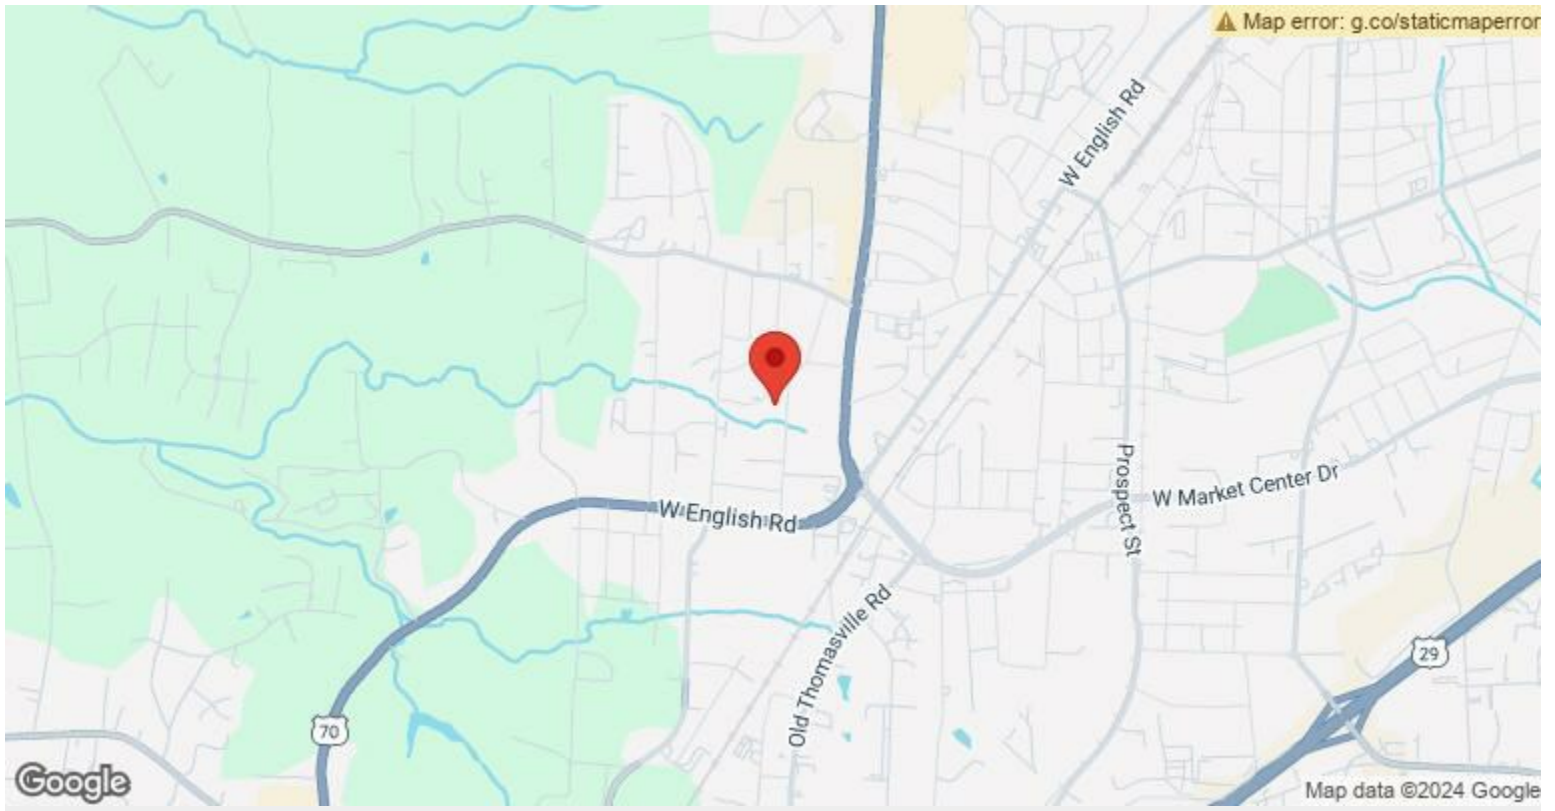 Map error: g.co/staticmaperror
W English Rd
Prospect St
W Market Center Dr
W English Rd
Old Thomasville Rd
29
70
Google
Map data ©2024 Google